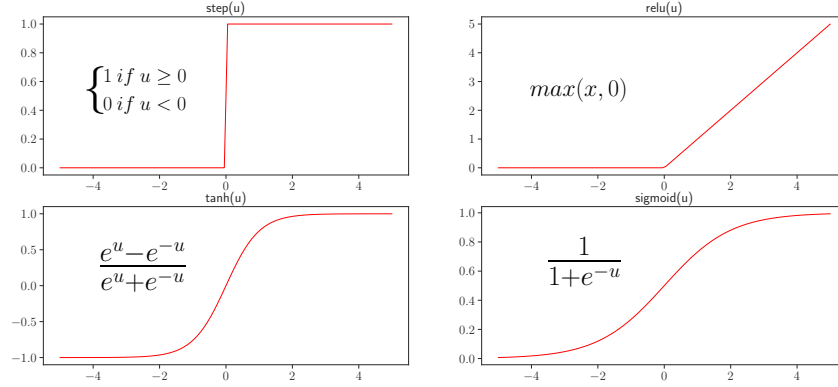 step(u)
1.0
0.8
0.6
0.4
0.2
0.0
{1 if u ≥ 0
0 if u < 0
−4 −2 0 2 4
relu(u)
5
4
3
2
1
0
max(x, 0)
−4 −2 0 2 4
tanh(u)
1.0
0.5
0.0
−0.5
−1.0
e^u−e^−u
e^u+e^−u
−4 −2 0 2 4
sigmoid(u)
1.0
0.8
0.6
0.4
0.2
0.0
1
1+e^−u
−4 −2 0 2 4